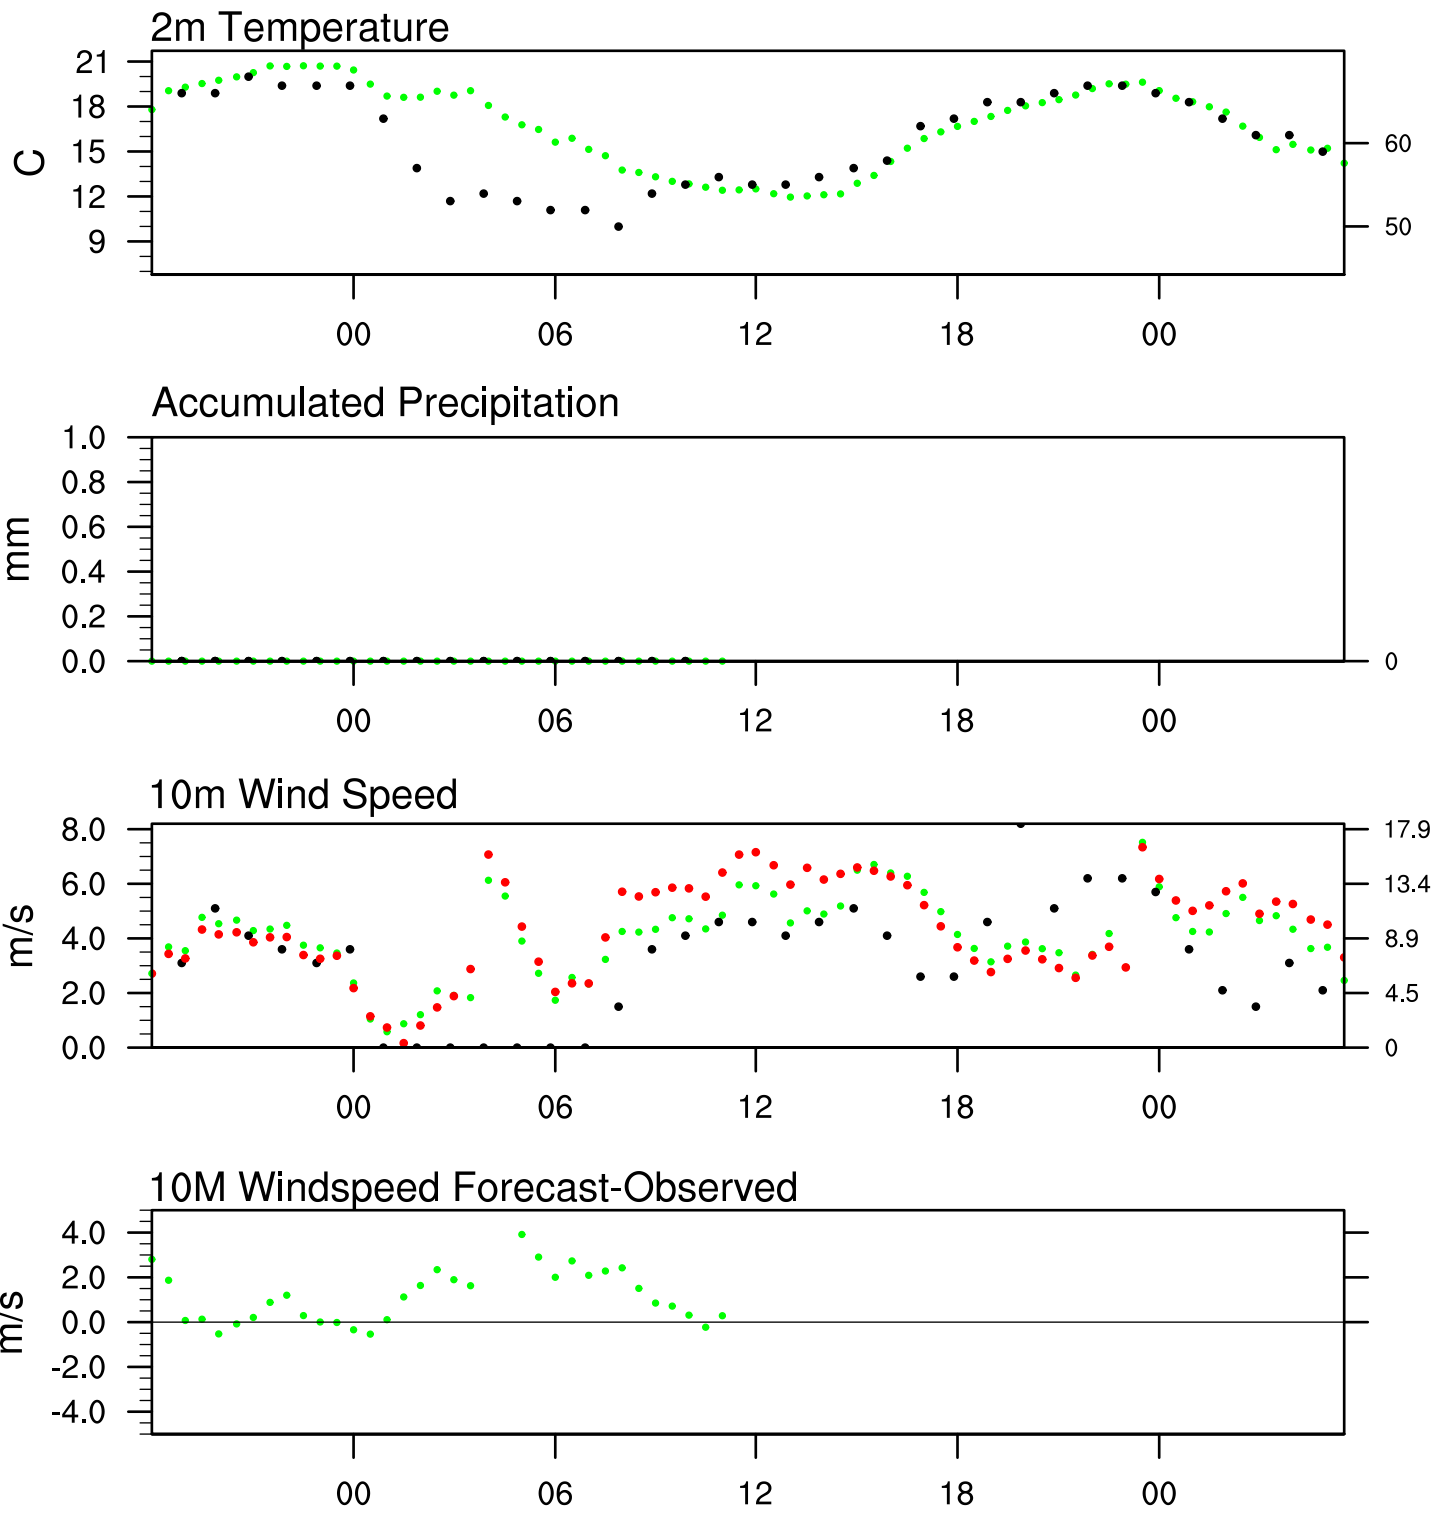 2m Temperature
21
18
15
12
9
C
60
50
00 06 12 18 00
Accumulated Precipitation
1.0
0.8
0.6
0.4
0.2
0.0
mm
0
00 06 12 18 00
10m Wind Speed
8.0
6.0
4.0
2.0
0.0
m/s
17.9
13.4
8.9
4.5
0
00 06 12 18 00
10M Windspeed Forecast-Observed
4.0
2.0
0.0
-2.0
-4.0
m/s
00 06 12 18 00